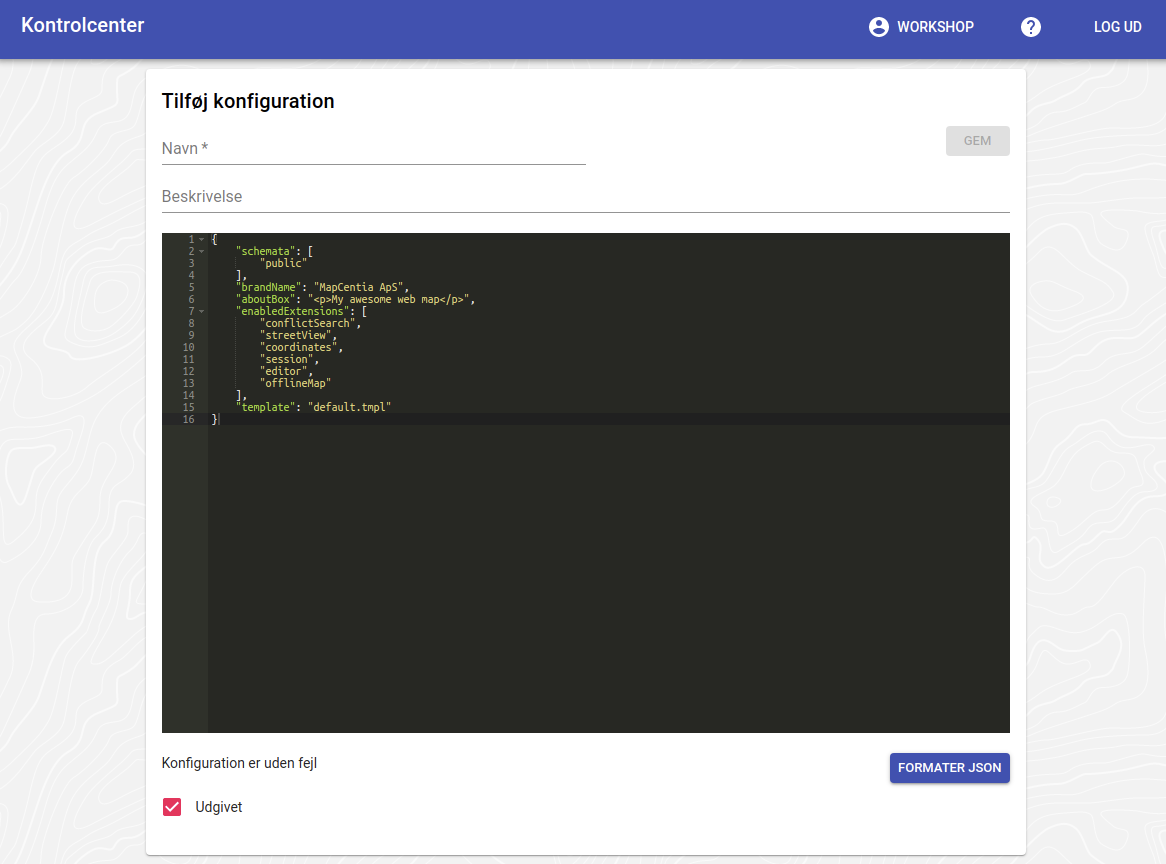 Kontrolcenter
WORKSHOP
?
LOG UD
Tilføj konfiguration
Navn *
GEM
Beskrivelse
1 {
2 "schemata": [
3 "public"
4 ],
5 "brandName": "MapCentia ApS",
6 "aboutBox": "<p>My awesome web map</p>",
7 "enabledExtensions": [
8 "conflictSearch",
9 "streetView",
10 "coordinates",
11 "session",
12 "editor",
13 "offlineMap"
14 ],
15 "template": "default.tmpl"
16 }
Konfiguration er uden fejl
FORMATER JSON
Udgivet